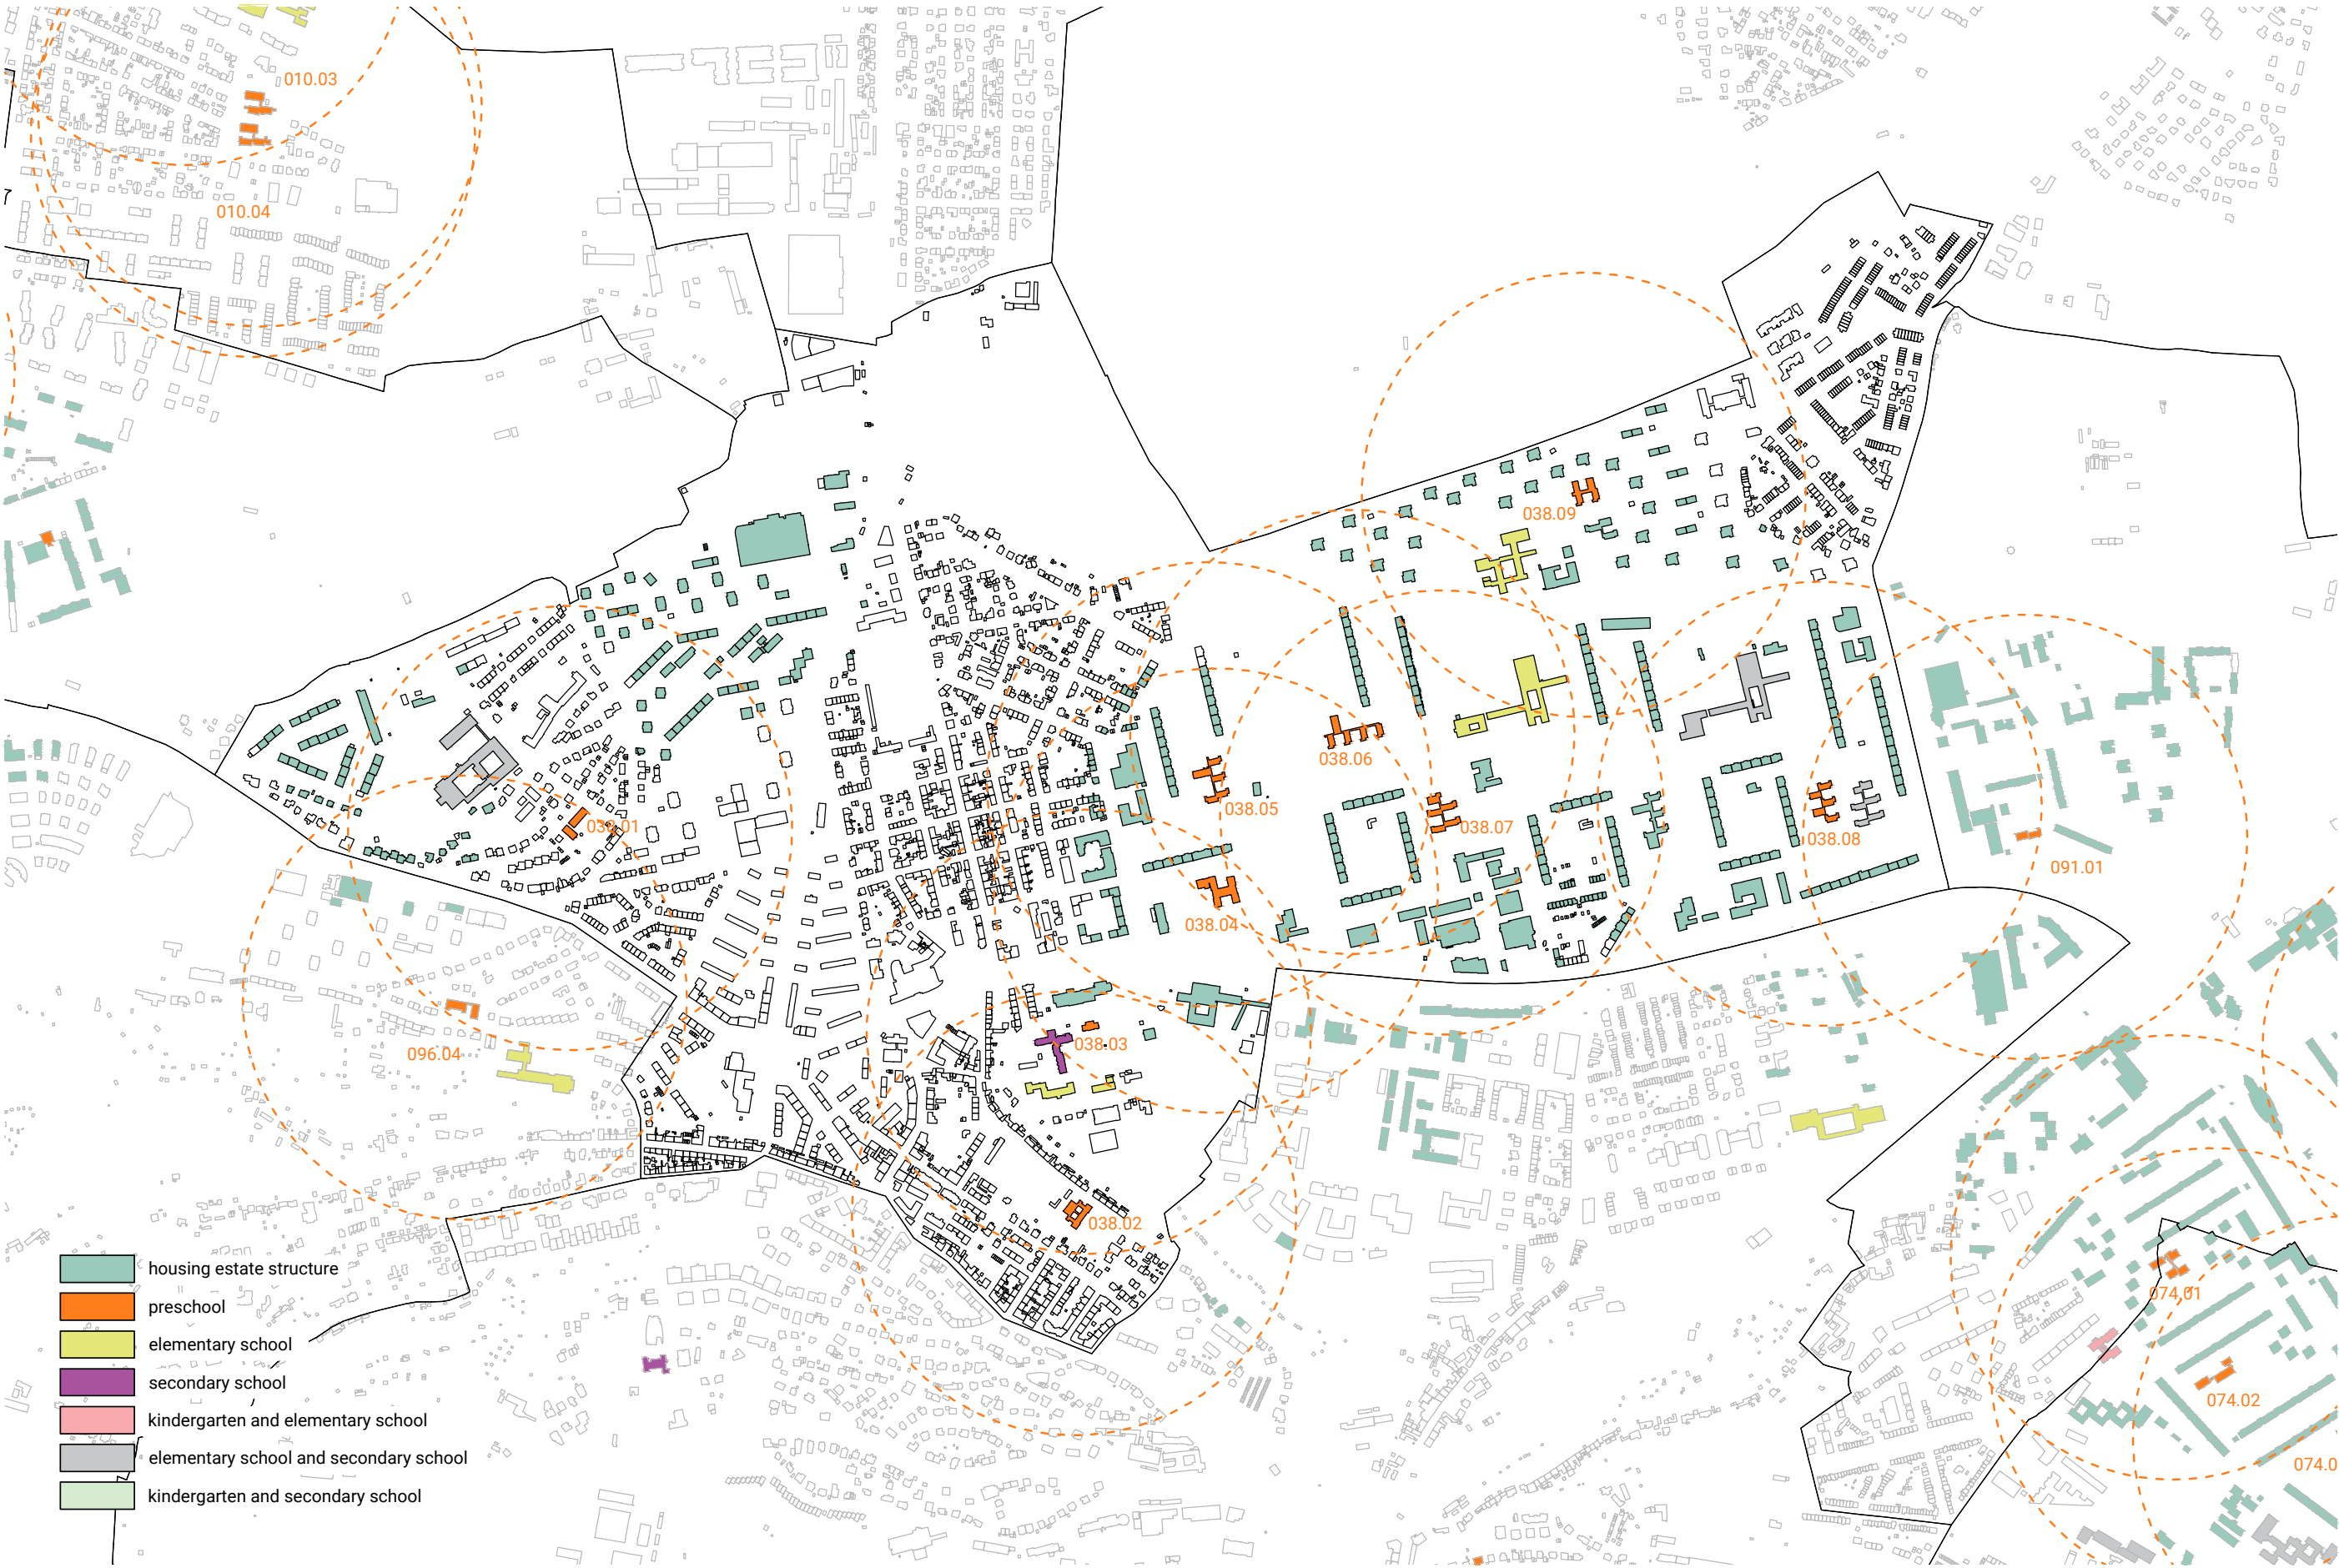 010.03
010.04
038.09
038.06
038.05
038.01
038.07
038.08
091.01
038.04
038.03
096.04
038.02
074.01
074.02
074.0
housing estate structure
preschool
elementary school
secondary school
kindergarten and elementary school
elementary school and secondary school
kindergarten and secondary school